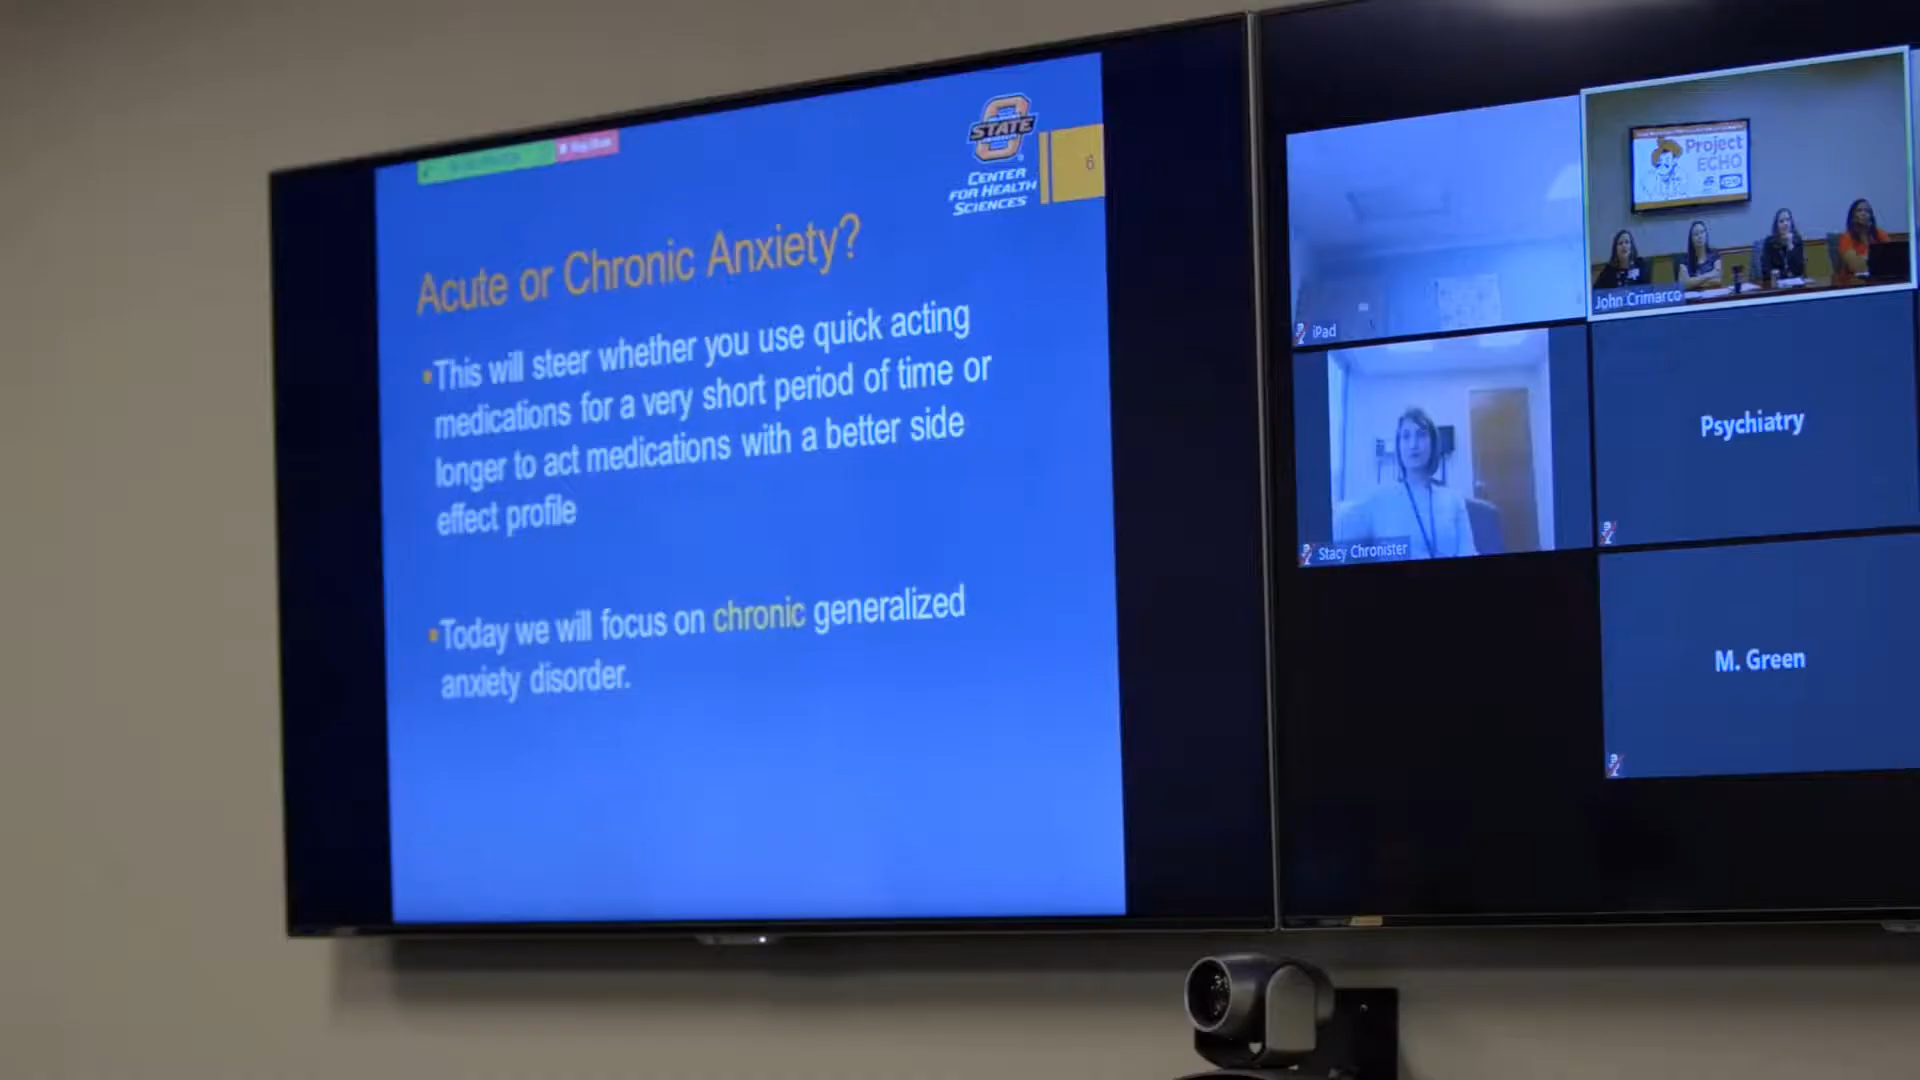 STATE
CENTER
FOR HEALTH
SCIENCES
6
Acute or Chronic Anxiety?
▪This will steer whether you use quick acting
medications for a very short period of time or
longer to act medications with a better side
effect profile
▪Today we will focus on chronic generalized
anxiety disorder.
Project
ECHO
iPad
John Crimarco
Stacy Chronister
Psychiatry
M. Green